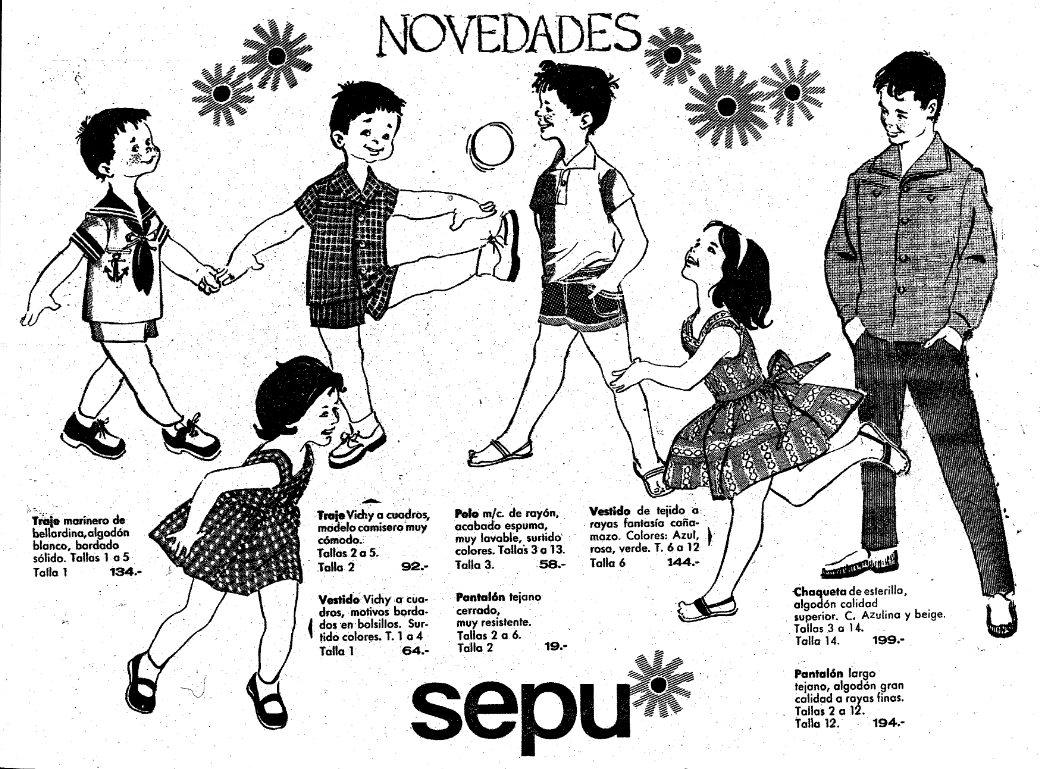 NOVEDADES
Traje marinero de
bellardina, algodón
blanco, bordado
sólido. Tallas 1 a 5
Talla 1 134.-
Traje Vichy a cuadros,
modelo camisero muy
cómodo.
Tallas 2 a 5.
Talla 2 92.-
Vestido Vichy a cua-
dros, motivos borda-
dos en bolsillos. Sur-
tido colores. T. 1 a 4
Talla 1 64.-
Polo m/c. de rayón,
acabado espuma,
muy lavable, surtido
colores. Tallas 3 a 13.
Talla 3. 58.-
Pantalón tejano
cerrado,
muy resistente.
Tallas 2 a 6.
Talla 2 19.-
Vestido de tejido a
rayas fantasía caña-
mazo. Colores: Azul,
rosa, verde. T. 6 a 12
Talla 6 144.-
Chaqueta de esterilla,
algodón calidad
superior. C. Azulina y beige.
Tallas 3 a 14.
Talla 14. 199.-
Pantalón largo
tejano, algodón gran
calidad a rayas finas.
Tallas 2 a 12.
Talla 12. 194.-
sepu